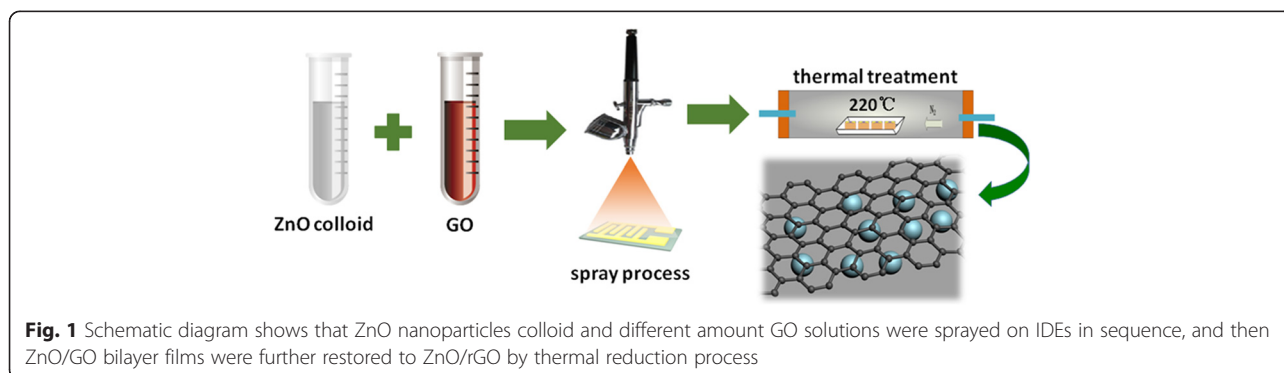 thermal treatment
220℃
N₂
ZnO colloid
GO
spray process
Fig. 1 Schematic diagram shows that ZnO nanoparticles colloid and different amount GO solutions were sprayed on IDEs in sequence, and then
ZnO/GO bilayer films were further restored to ZnO/rGO by thermal reduction process